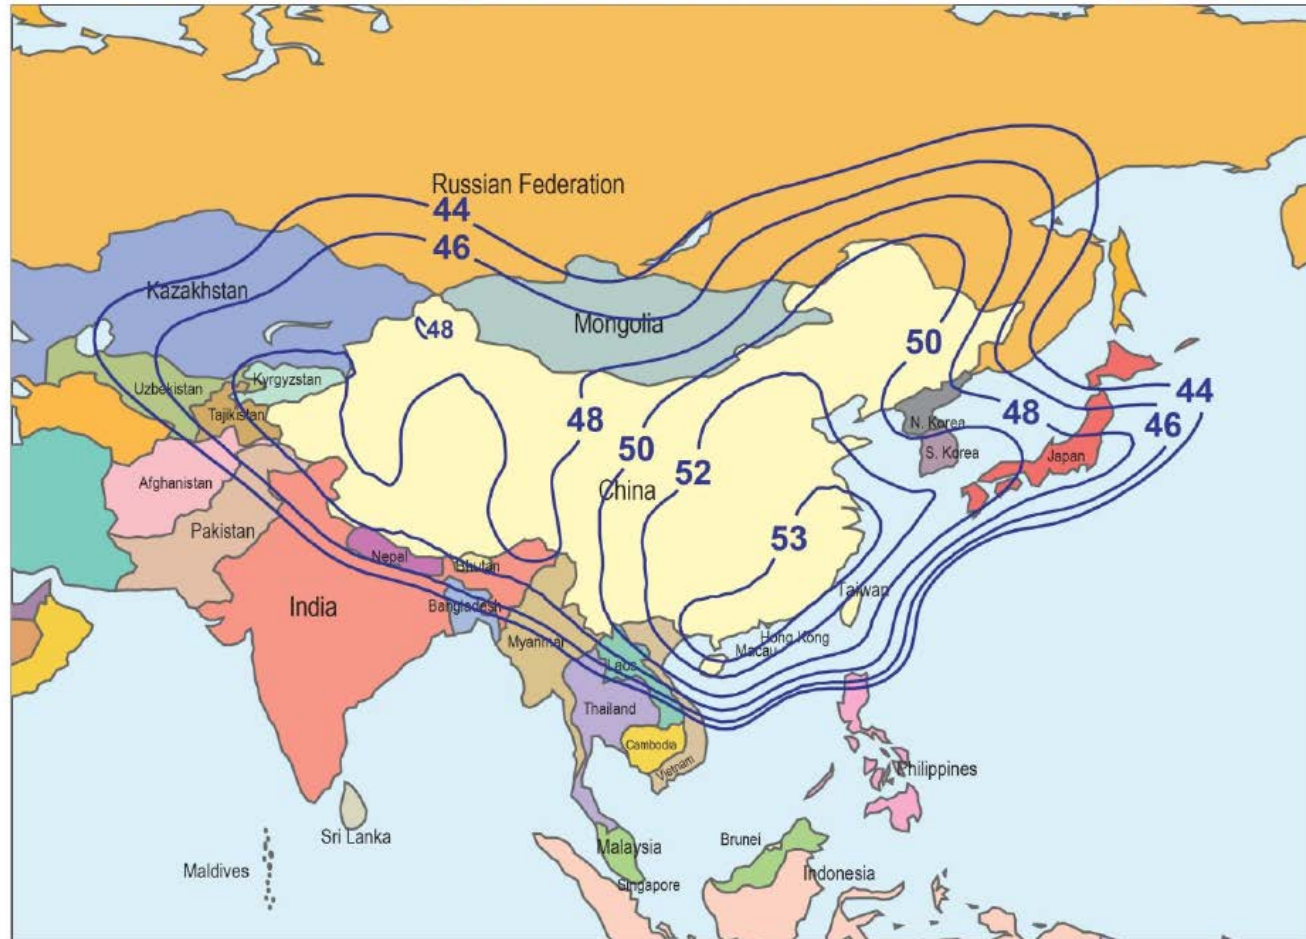 Russian Federation
44
46
Kazakhstan
Mongolia
48
50
Uzbekistan
Kyrgyzstan
Tajikistan
44
48
46
N. Korea
48
50
52
S. Korea
Japan
Afghanistan
China
Pakistan
53
Nepal
Bhutan
Taiwan
India
Bangladesh
Hong Kong
Myanmar
Macau
Laos
Thailand
Cambodia
Vietnam
Philippines
Sri Lanka
Brunei
Malaysia
Maldives
Indonesia
Singapore